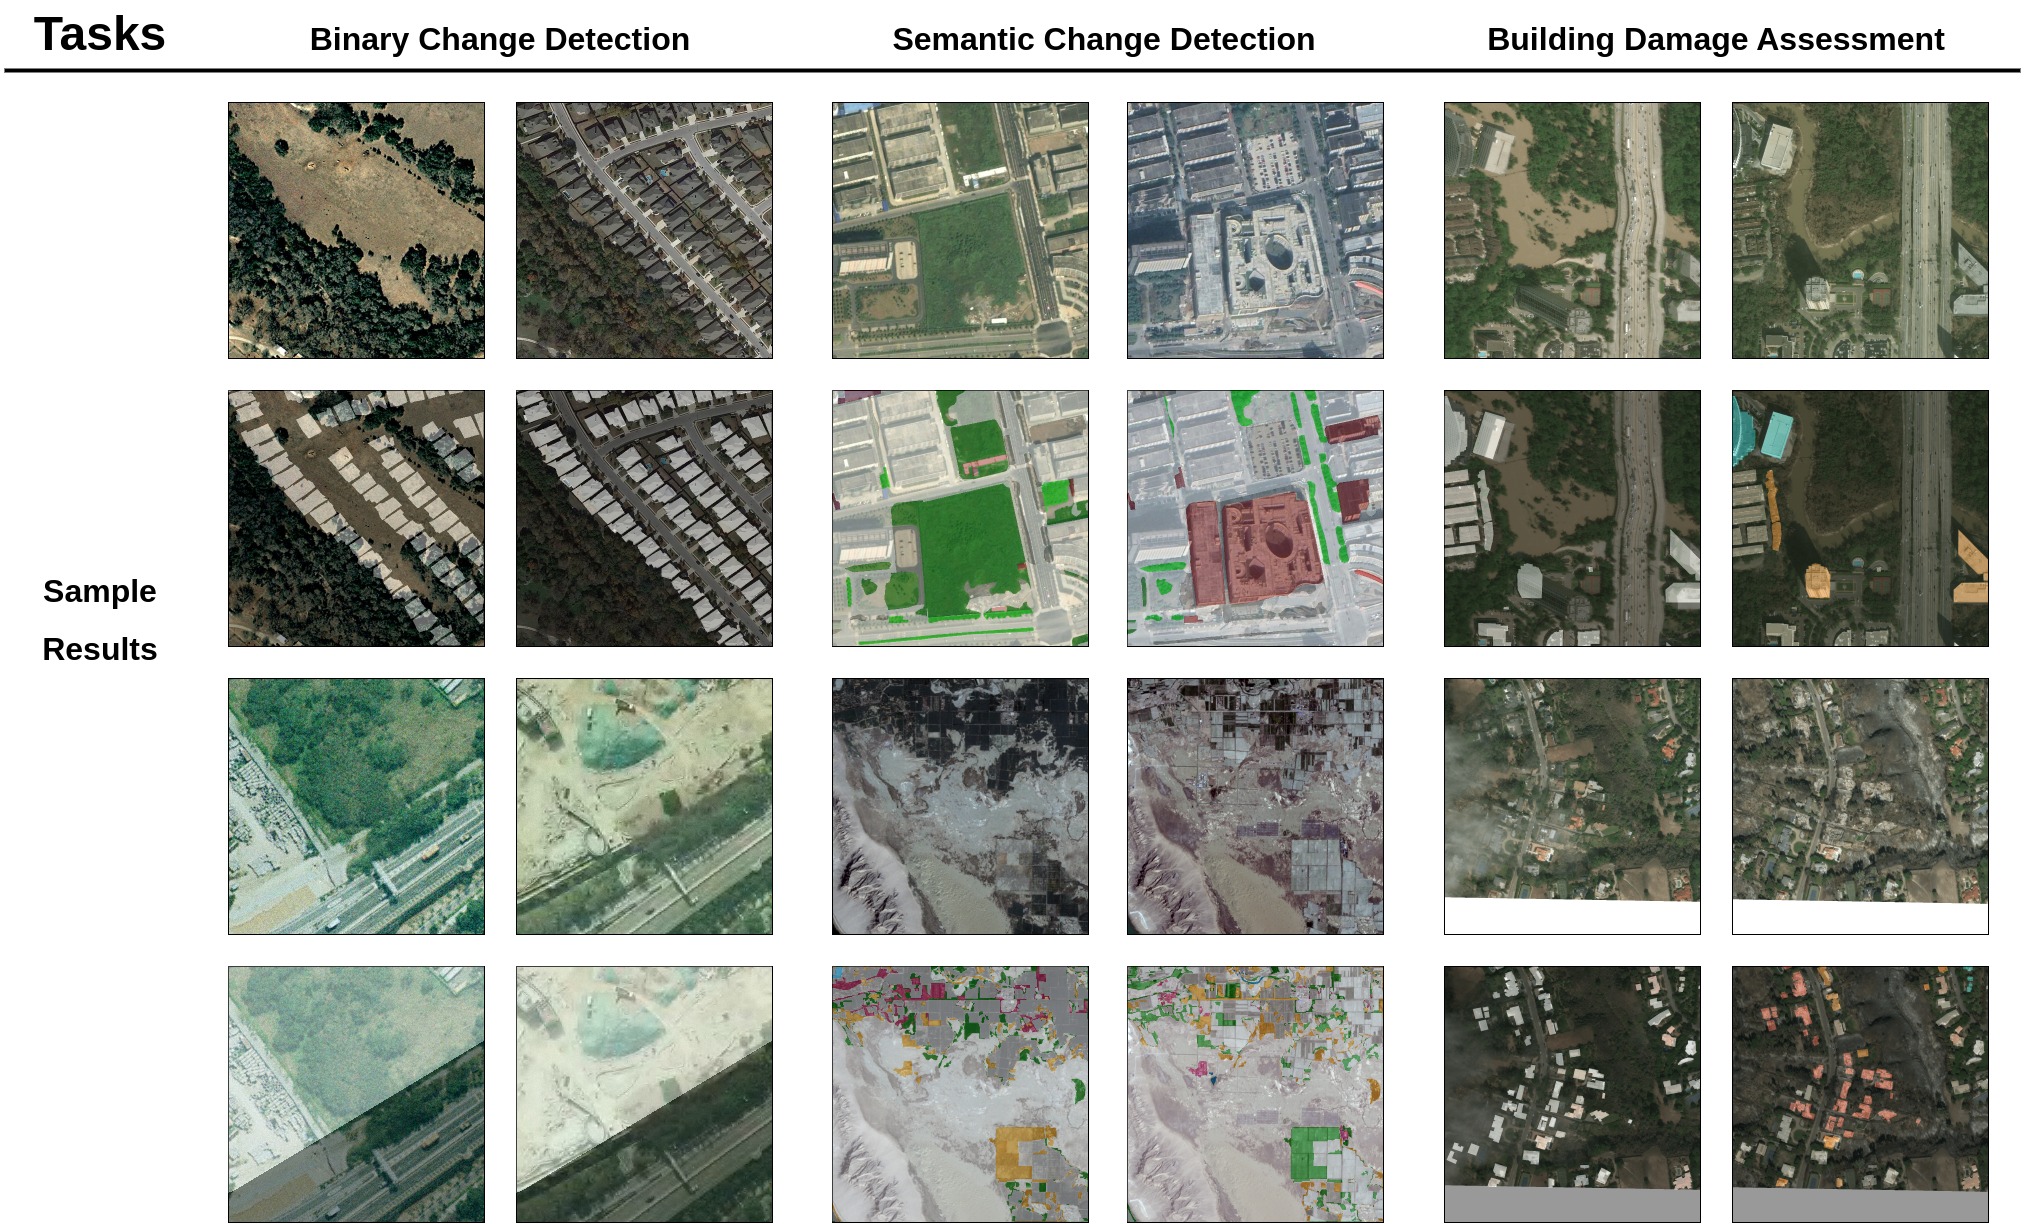 Tasks
Binary Change Detection
Semantic Change Detection
Building Damage Assessment
Sample
Results